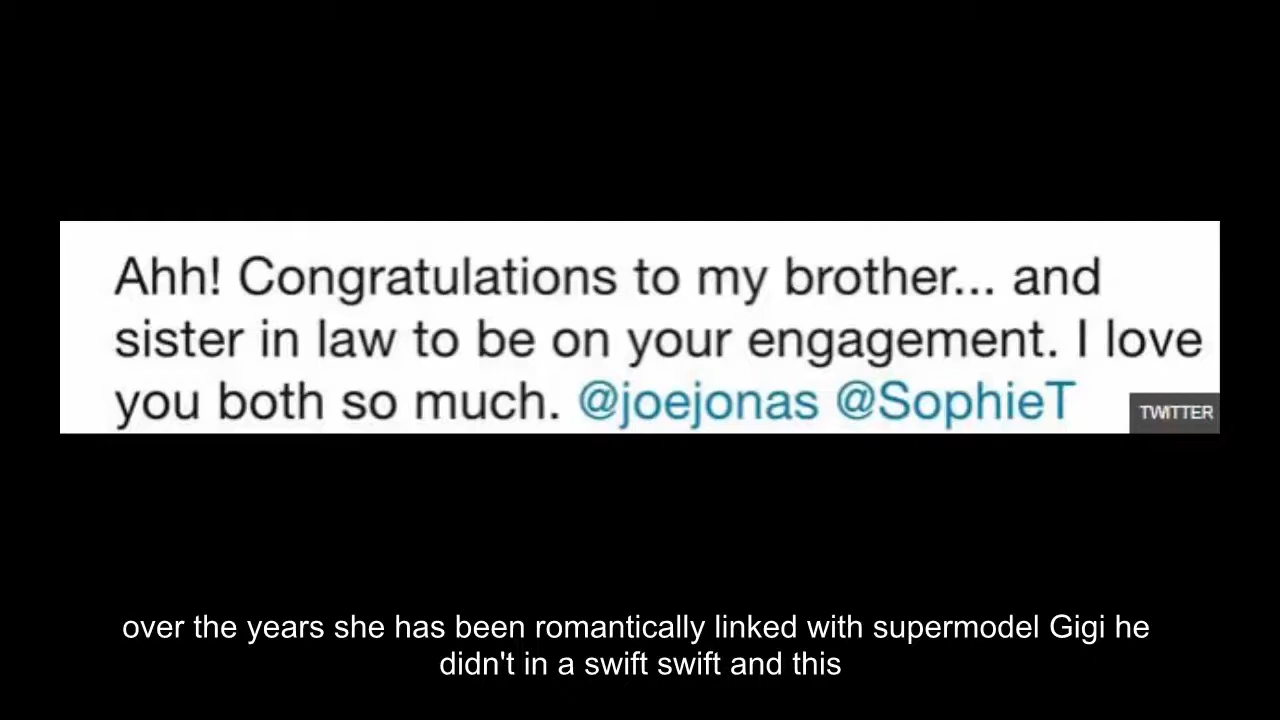 Ahh! Congratulations to my brother... and
sister in law to be on your engagement. I love
you both so much. @joejonas @SophieT
TWITTER
over the years she has been romantically linked with supermodel Gigi he
didn't in a swift swift and this